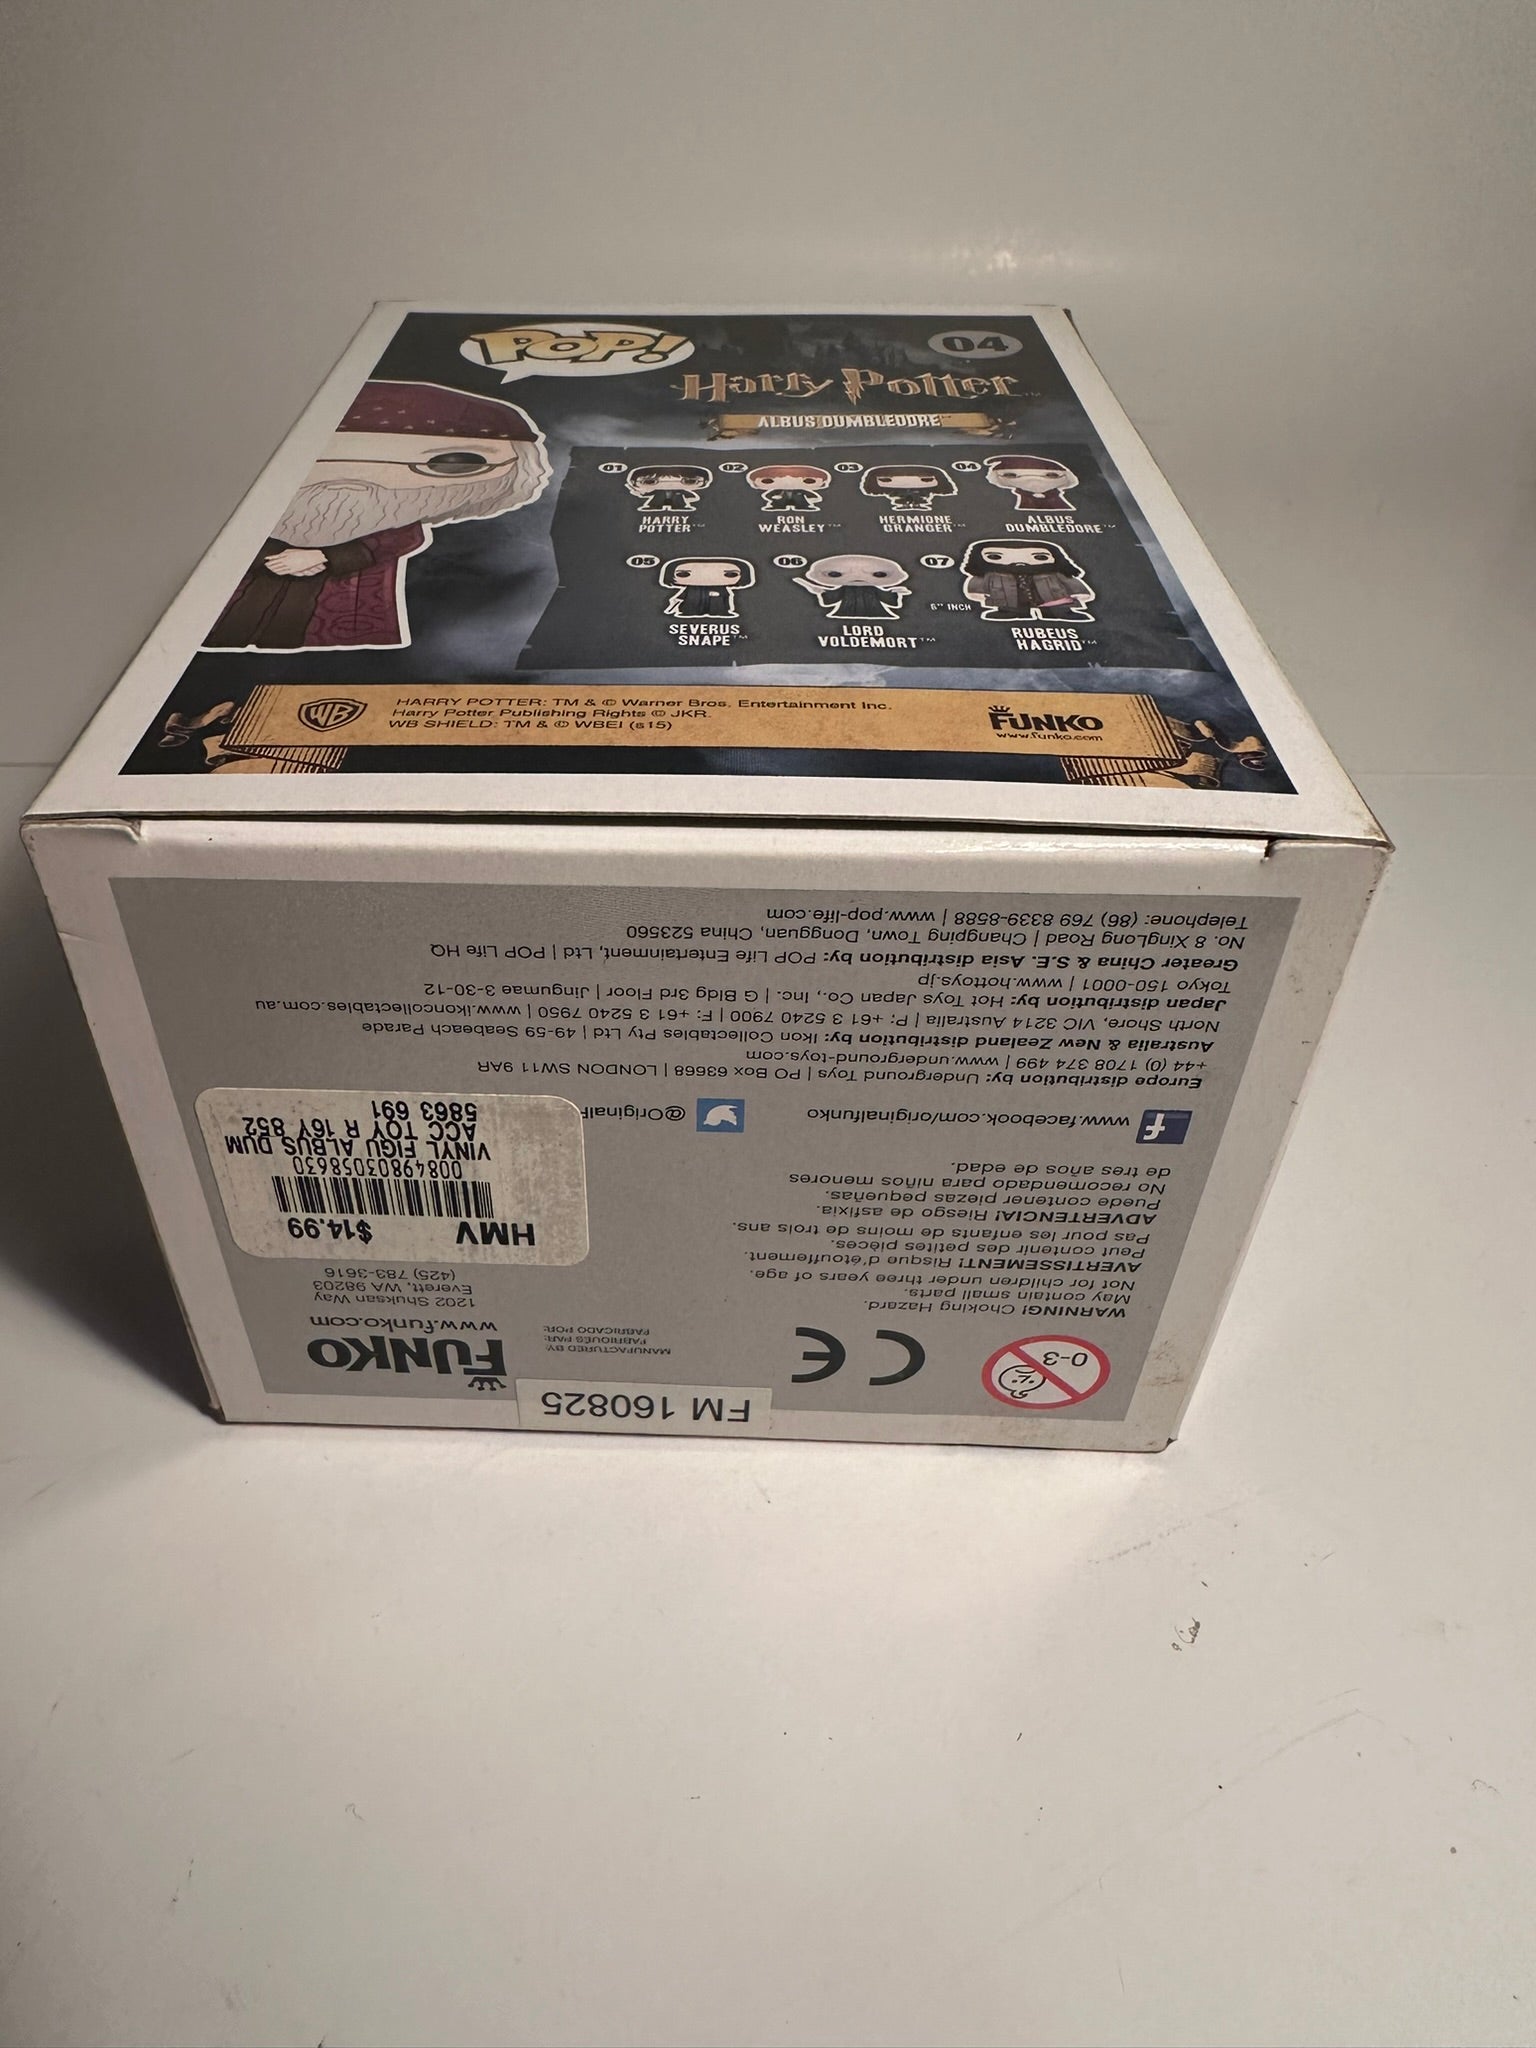 POP!
04
Harry Potter™
ALBUS DUMBLEDORE™
01 02 03 04
HARRY POTTER™
RON WEASLEY™
HERMIONE GRANGER™
ALBUS DUMBLEDORE™
05 06 07
6" INCH
SEVERUS SNAPE™
LORD VOLDEMORT™
RUBEUS HAGRID™
WB
HARRY POTTER: TM & © Warner Bros. Entertainment Inc.
Harry Potter Publishing Rights © JKR.
WB SHIELD: TM & © WBEI (s15)
FUNKO
www.funko.com
FM 160825
0-3
CE
MANUFACTURED BY:
FABRIQUÉS PAR:
FABRICADO POR:
FUNKO
www.funko.com
1202 Shuksan Way
Everett, WA 98203
(425) 783-3616
WARNING! Choking Hazard.
May contain small parts.
Not for children under three years of age.
AVERTISSEMENT! Risque d'étouffement.
Peut contenir des petites pièces.
Pas pour les enfants de moins de trois ans.
ADVERTENCIA! Riesgo de asfixia.
Puede contener piezas pequeñas.
No recomendado para niños menores
de tres años de edad.
HMV $14.99
00849803058630
VINYL FIGU ALBUS DUM
ACC TOY R 16Y 852
5863 691
f www.facebook.com/originalfunko
@OriginalF
Europe distribution by: Underground Toys | PO Box 63668 | LONDON SW11 9AR
+44 (0) 1708 374 499 | www.underground-toys.com
Australia & New Zealand distribution by: Ikon Collectables Pty Ltd | 49-59 Seabeach Parade
North Shore, VIC 3214 Australia | P: +61 3 5240 7900 | F: +61 3 5240 7950 | www.ikoncollectables.com.au
Japan distribution by: Hot Toys Japan Co., Inc. | G Bldg 3rd Floor | Jingumae 3-30-12
Tokyo 150-0001 | www.hottoys.jp
Greater China & S.E. Asia distribution by: POP Life Entertainment, Ltd | POP Life HQ
No. 8 XingLong Road | Changping Town, Dongguan, China 523560
Telephone: (86) 769 8339-8588 | www.pop-life.com